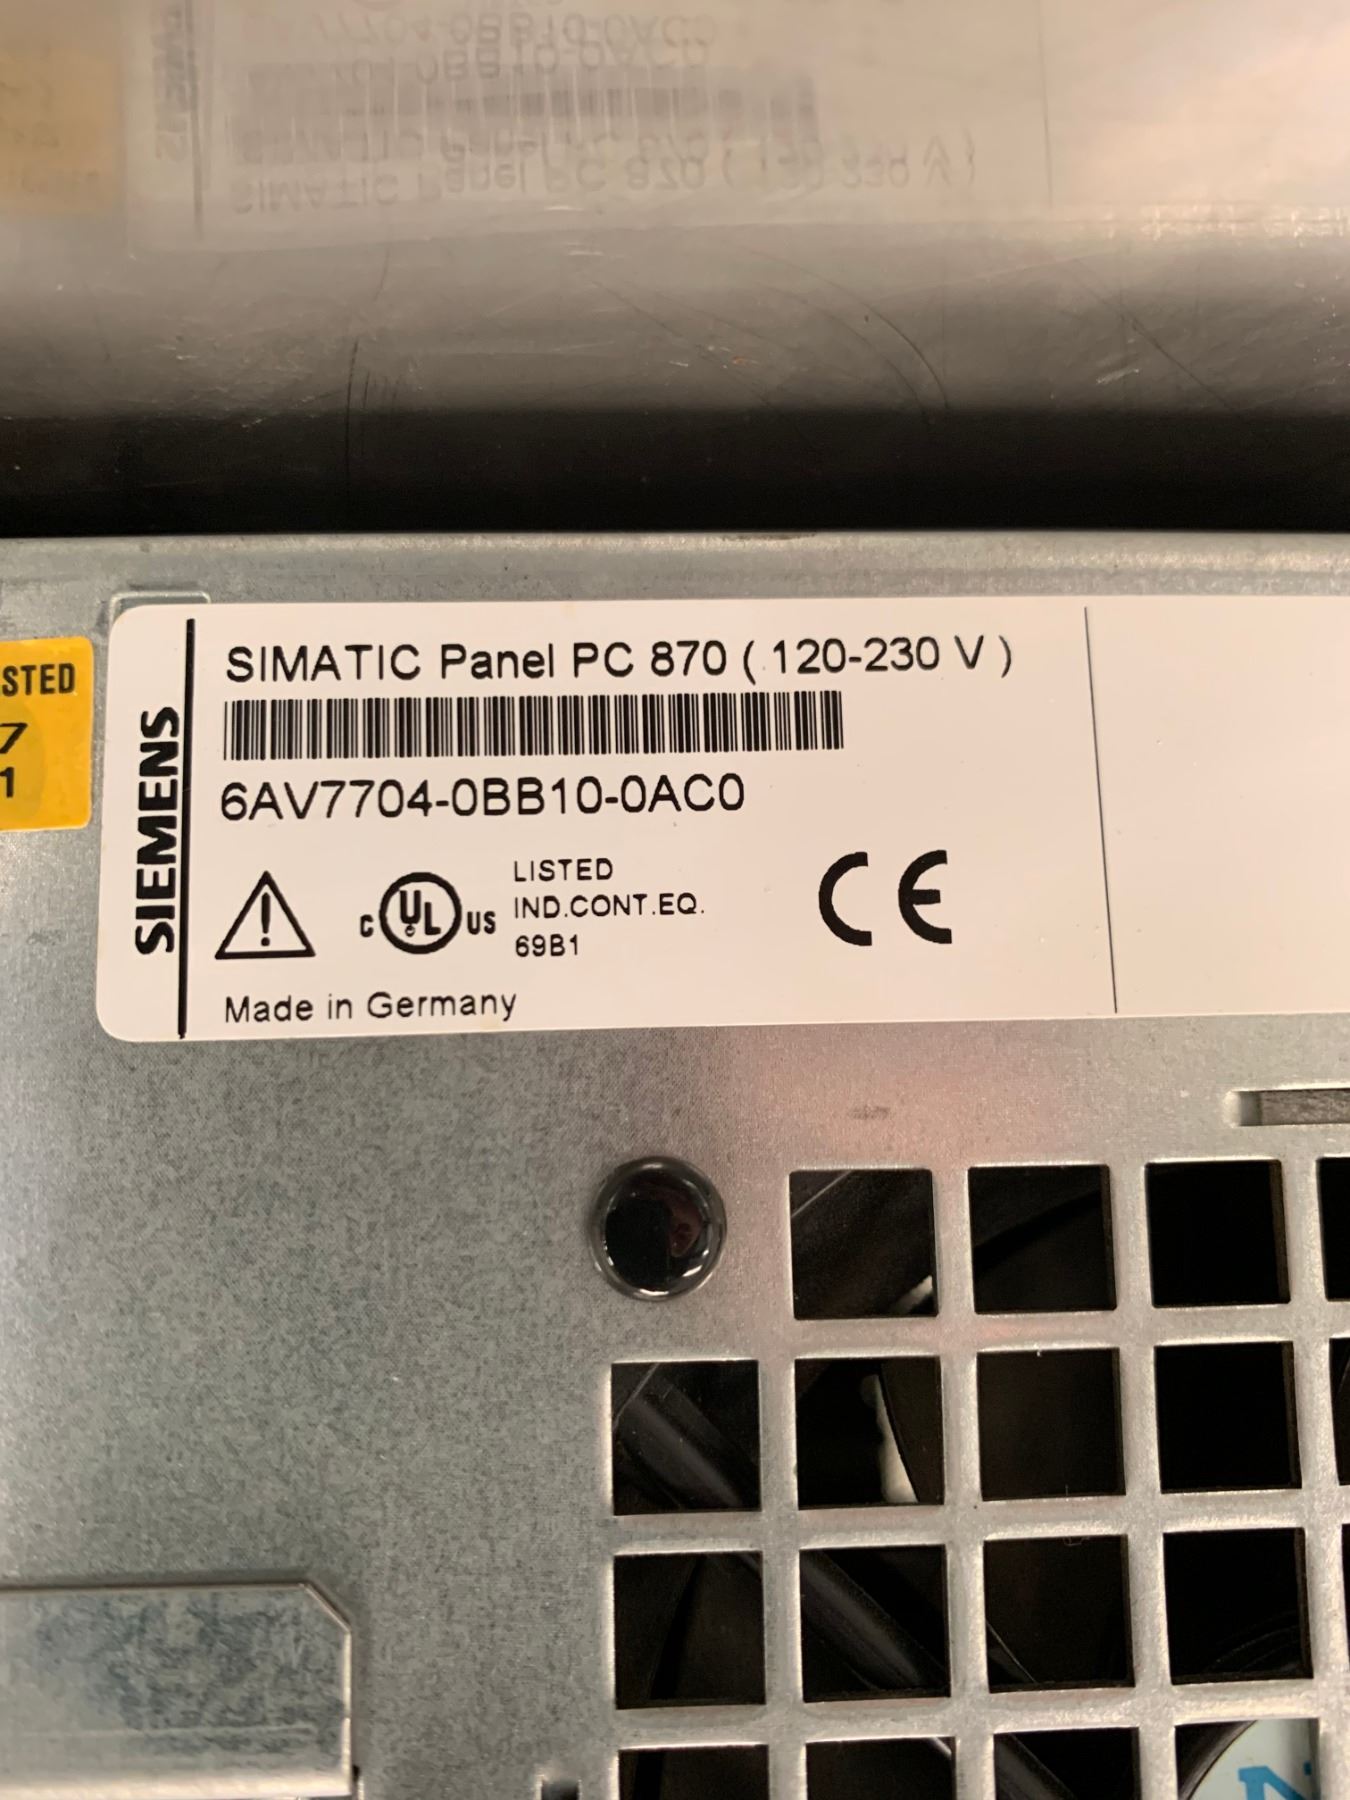 STED
7
1
SIEMENS
SIMATIC Panel PC 870 ( 120-230 V )
6AV7704-0BB10-0AC0
C UL US
LISTED
IND.CONT.EQ.
69B1
CE
Made in Germany